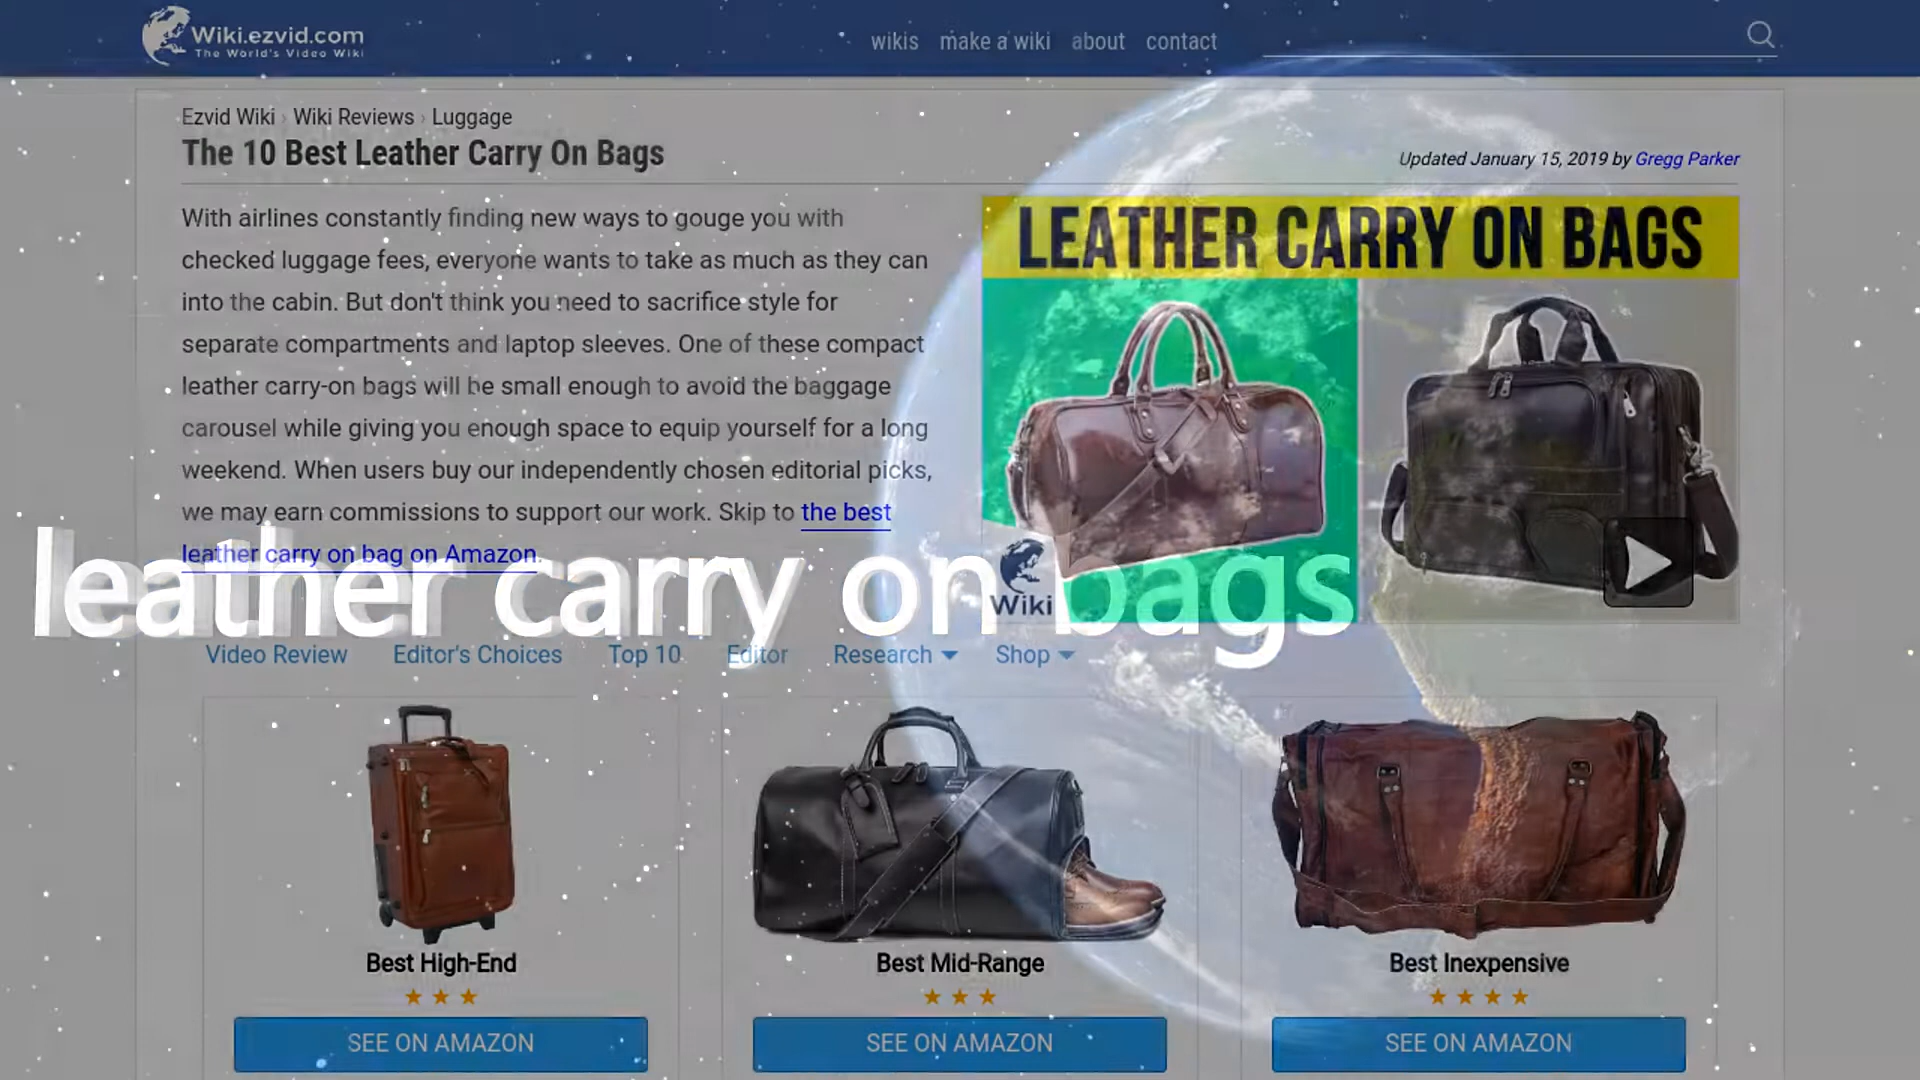 Wiki.ezvid.com
The World's Video Wiki
wikis make a wiki about contact
Ezvid Wiki › Wiki Reviews › Luggage
The 10 Best Leather Carry On Bags
Updated January 15, 2019 by Gregg Parker
With airlines constantly finding new ways to gouge you with
checked luggage fees, everyone wants to take as much as they can
into the cabin. But don't think you need to sacrifice style for
separate compartments and laptop sleeves. One of these compact
leather carry-on bags will be small enough to avoid the baggage
carousel while giving you enough space to equip yourself for a long
weekend. When users buy our independently chosen editorial picks,
we may earn commissions to support our work. Skip to the best
leather carry on bag on Amazon.
LEATHER CARRY ON BAGS
Wiki
leather carry on bags
Video Review Editor's Choices Top 10 Editor Research Shop
Best High-End
Best Mid-Range
Best Inexpensive
SEE ON AMAZON
SEE ON AMAZON
SEE ON AMAZON